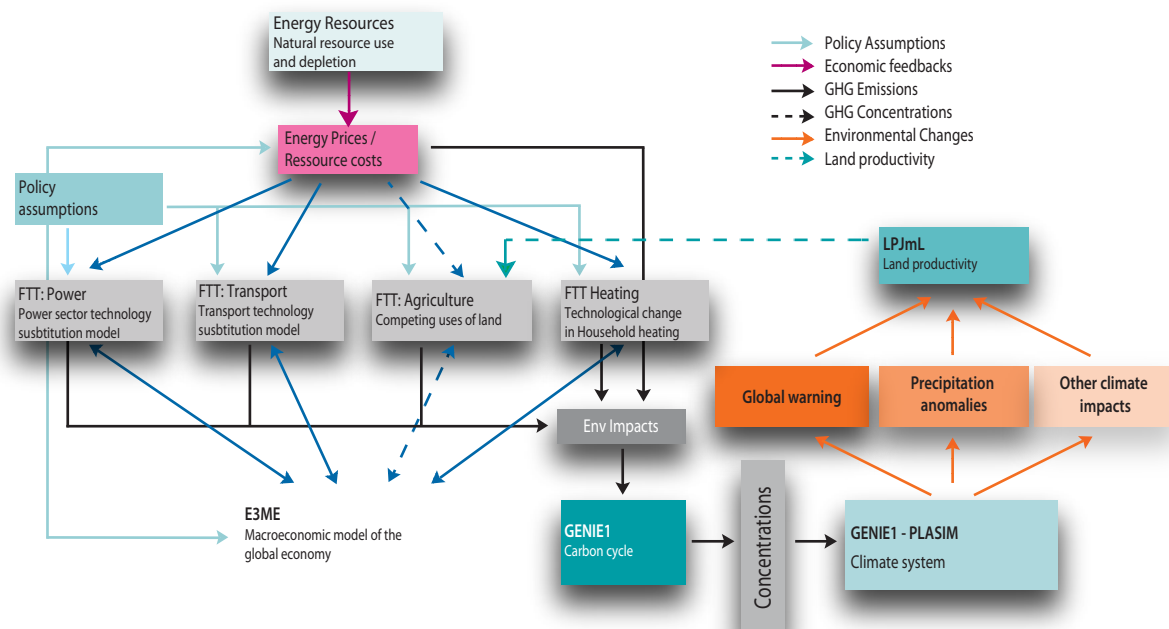 Energy Resources
Natural resource use
and depletion
Policy Assumptions
Economic feedbacks
GHG Emissions
GHG Concentrations
Environmental Changes
Land productivity
Energy Prices /
Ressource costs
Policy
assumptions
LPJmL
Land productivity
FTT: Power
Power sector technology
susbtitution model
FTT: Transport
Transport technology
susbtitution model
FTT: Agriculture
Competing uses of land
FTT Heating
Technological change
in Household heating
Global warning
Precipitation
anomalies
Other climate
impacts
Env Impacts
E3ME
Macroeconomic model of the
global economy
GENIE1
Carbon cycle
Concentrations
GENIE1 - PLASIM
Climate system